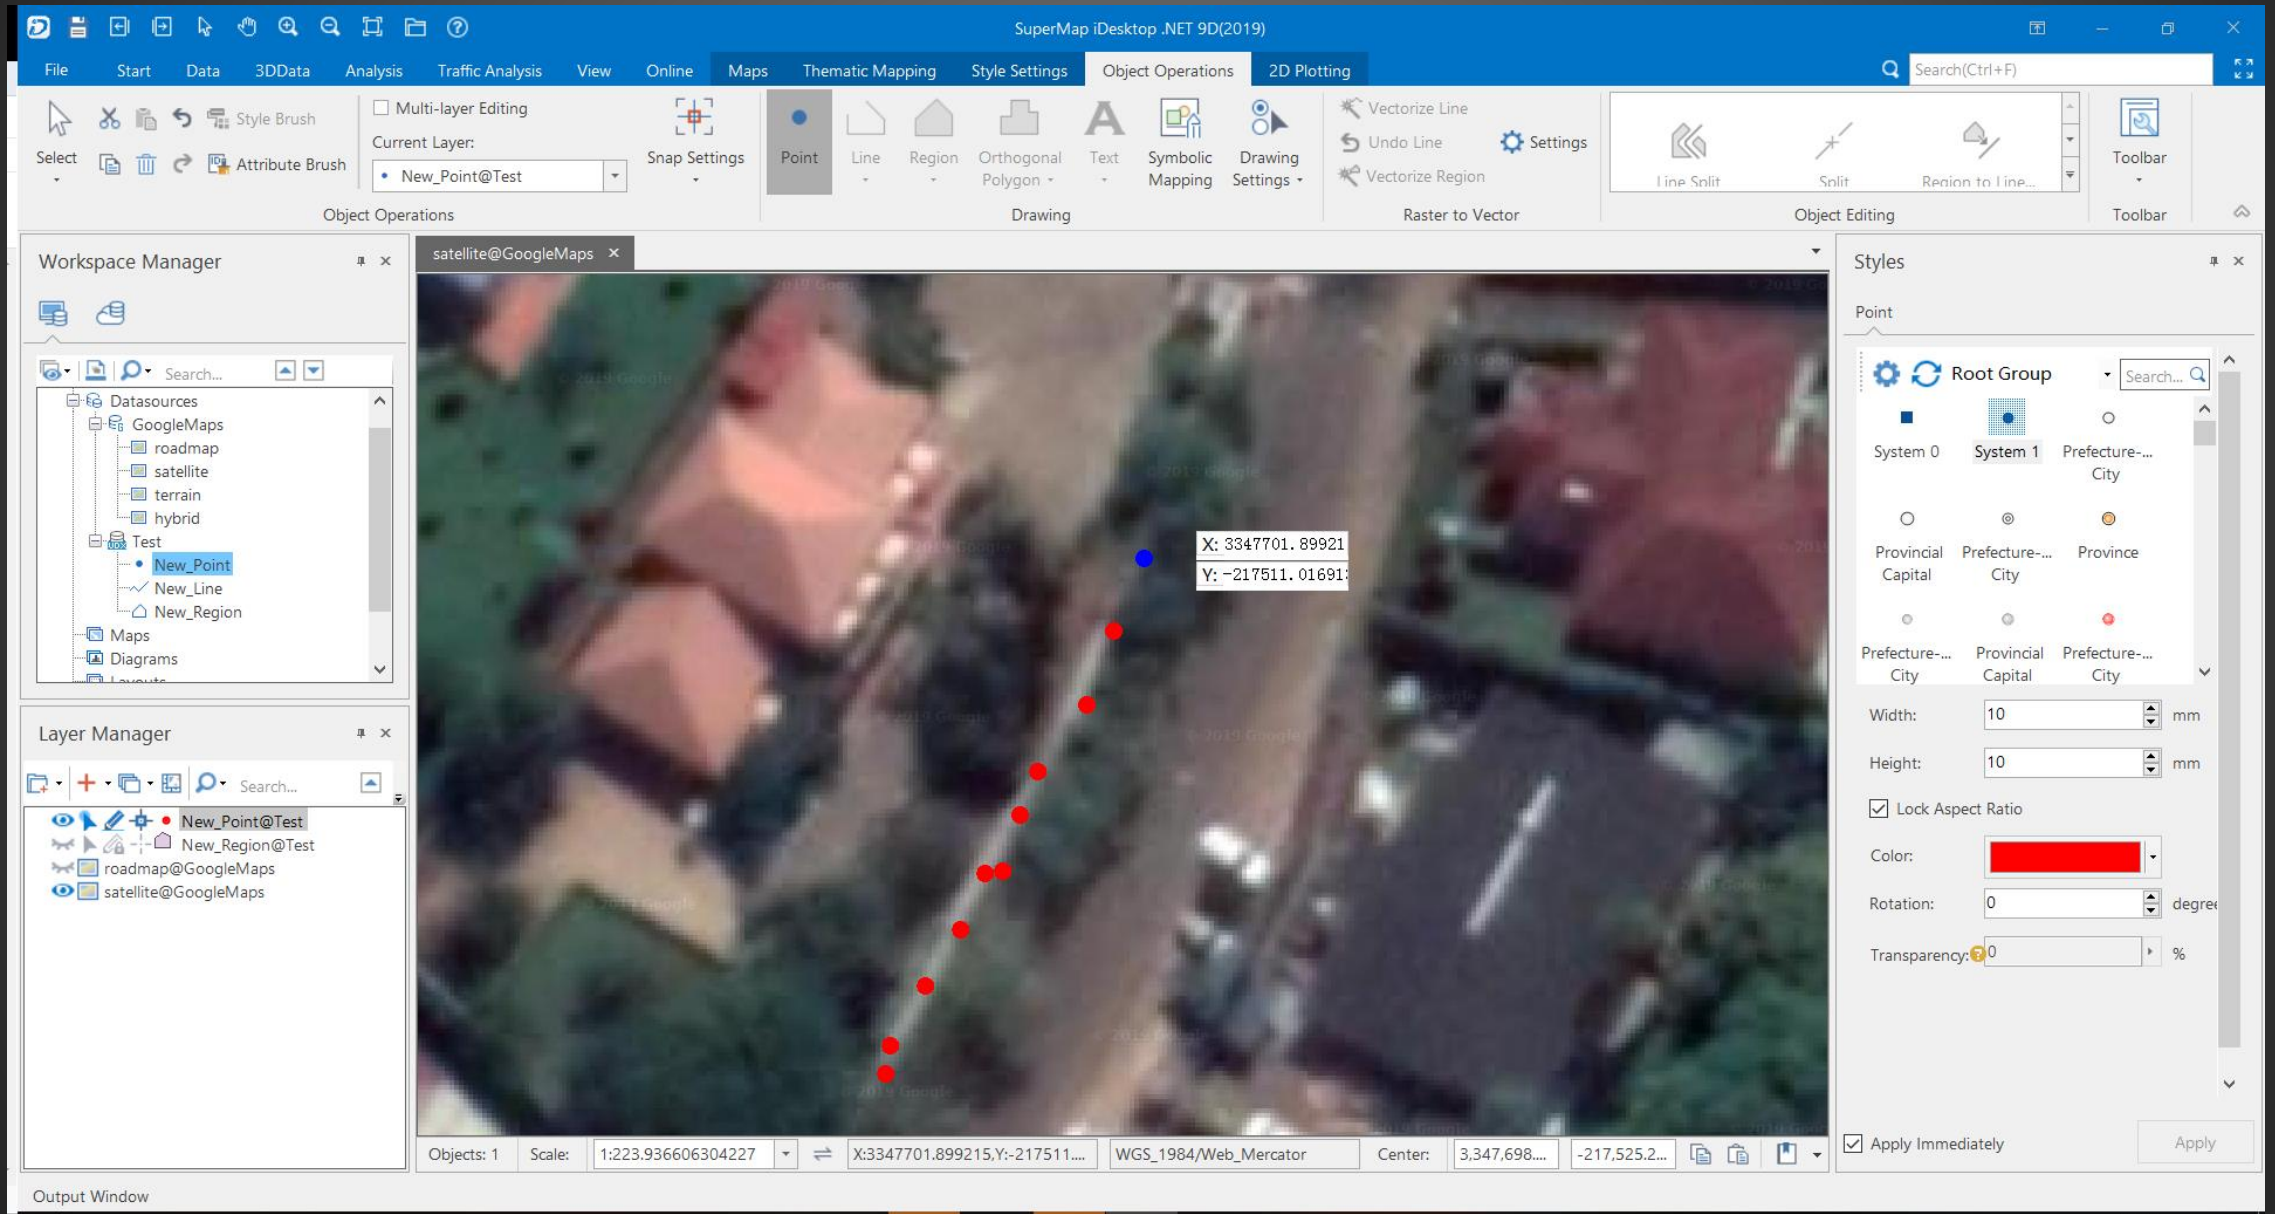 SuperMap iDesktop .NET 9D(2019)
File Start Data 3DData Analysis Traffic Analysis View Online Maps Thematic Mapping Style Settings Object Operations 2D Plotting
Search(Ctrl+F)
Select
Style Brush
Attribute Brush
Multi-layer Editing
Current Layer:
New_Point@Test
Snap Settings
Object Operations
Point
Line
Region
Orthogonal
Polygon
Text
Symbolic
Mapping
Drawing
Settings
Drawing
Vectorize Line
Undo Line
Vectorize Region
Settings
Raster to Vector
Line Split
Split
Region to Line...
Object Editing
Toolbar
Toolbar
Workspace Manager
Search...
Datasources
GoogleMaps
roadmap
satellite
terrain
hybrid
Test
New_Point
New_Line
New_Region
Maps
Diagrams
Layouts
Layer Manager
Search...
New_Point@Test
New_Region@Test
roadmap@GoogleMaps
satellite@GoogleMaps
satellite@GoogleMaps
© 2019 Google
X: 3347701.89921
Y: -217511.01691
Objects: 1
Scale:
1:223.936606304227
X:3347701.899215,Y:-217511....
WGS_1984/Web_Mercator
Center:
3,347,698....
-217,525.2...
Styles
Point
Root Group
Search...
System 0
System 1
Prefecture-...
City
Provincial
Capital
Prefecture-...
City
Province
Prefecture-...
City
Provincial
Capital
Prefecture-...
City
Width: 10 mm
Height: 10 mm
Lock Aspect Ratio
Color:
Rotation: 0 degree
Transparency: 0 %
Apply Immediately
Apply
Output Window